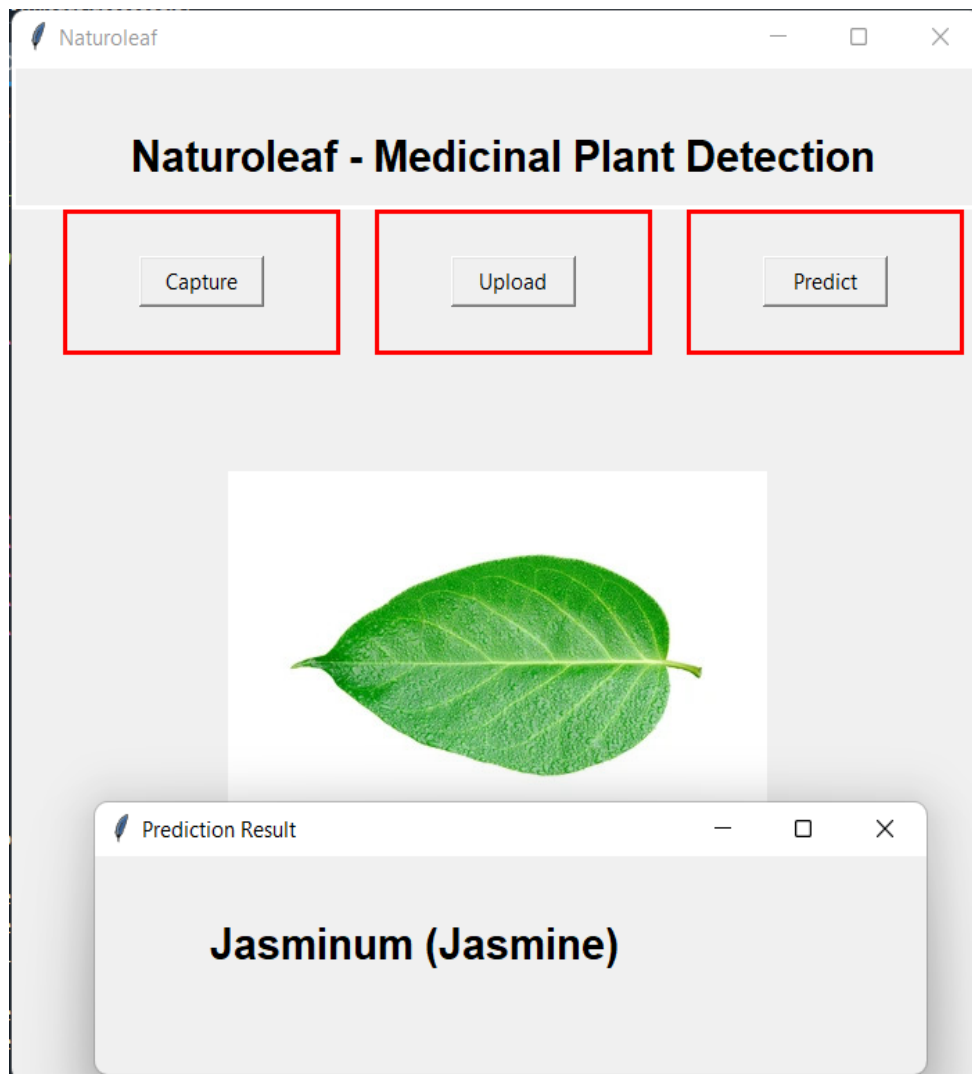 Naturoleaf
Naturoleaf - Medicinal Plant Detection
Capture Upload Predict
Prediction Result
Jasminum (Jasmine)